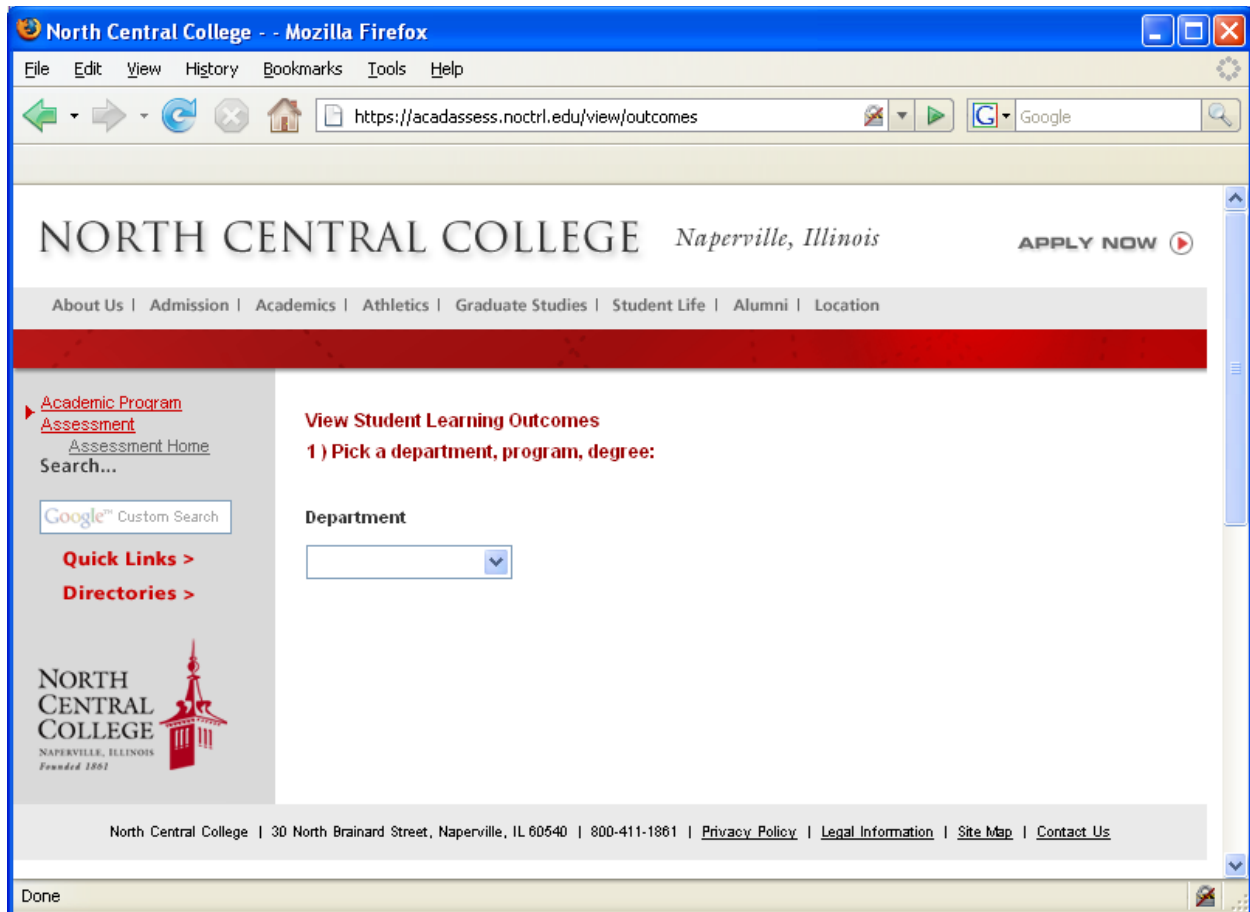 North Central College - - Mozilla Firefox
File Edit View History Bookmarks Tools Help
https://acadassess.noctrl.edu/view/outcomes
G Google
NORTH CENTRAL COLLEGE Naperville, Illinois APPLY NOW
About Us | Admission | Academics | Athletics | Graduate Studies | Student Life | Alumni | Location
Academic Program
Assessment
Assessment Home
Search...
Google™ Custom Search
Quick Links >
Directories >
NORTH
CENTRAL
COLLEGE
NAPERVILLE, ILLINOIS
Founded 1861
View Student Learning Outcomes
1 ) Pick a department, program, degree:
Department
North Central College | 30 North Brainard Street, Naperville, IL 60540 | 800-411-1861 | Privacy Policy | Legal Information | Site Map | Contact Us
Done